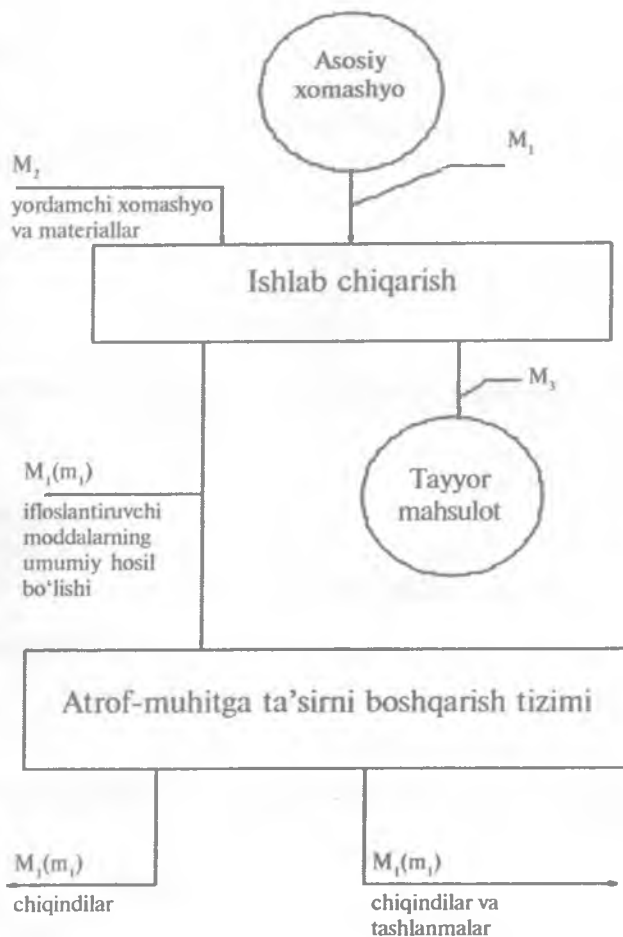 Asosiy
xomashyo
M₁
M₂
yordamchi xomashyo
va materiallar
Ishlab chiqarish
M₃
M₁(m₁)
ifloslantiruvchi
moddalarning
umumiy hosil
bo‘lishi
Tayyor
mahsulot
Atrof-muhitga ta’sirni boshqarish tizimi
M₁(m₁)
chiqindilar
M₁(m₁)
chiqindilar va
tashlanmalar